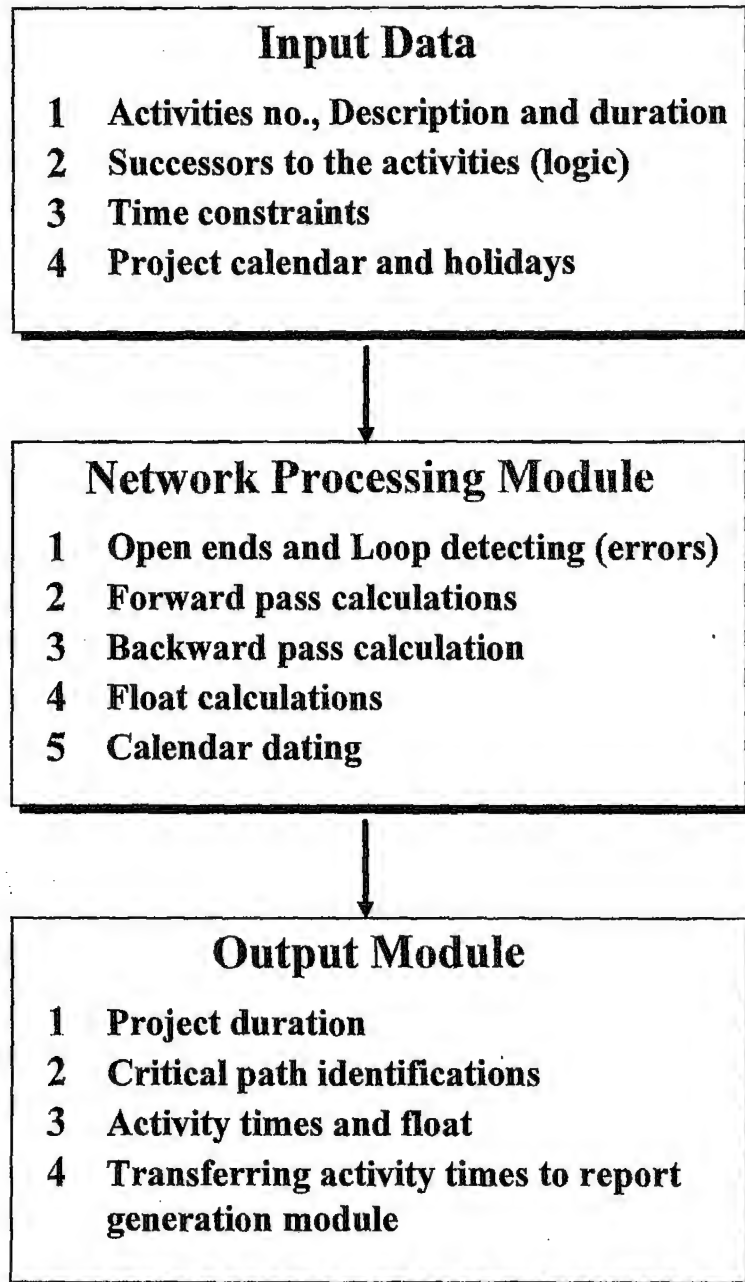 Input Data
1 Activities no., Description and duration
2 Successors to the activities (logic)
3 Time constraints
4 Project calendar and holidays
Network Processing Module
1 Open ends and Loop detecting (errors)
2 Forward pass calculations
3 Backward pass calculation
4 Float calculations
5 Calendar dating
Output Module
1 Project duration
2 Critical path identifications
3 Activity times and float
4 Transferring activity times to report
generation module